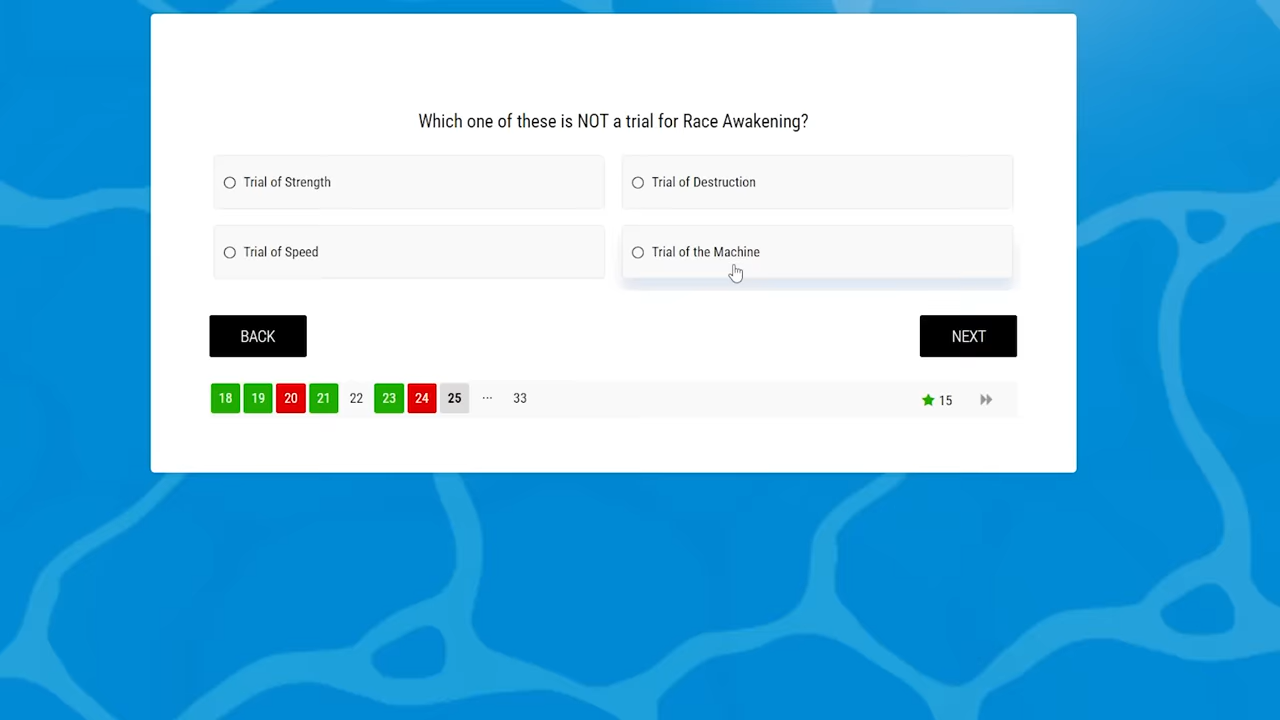 Which one of these is NOT a trial for Race Awakening?
Trial of Strength
Trial of Destruction
Trial of Speed
Trial of the Machine
BACK
NEXT
18 19 20 21 22 23 24 25 ... 33
15